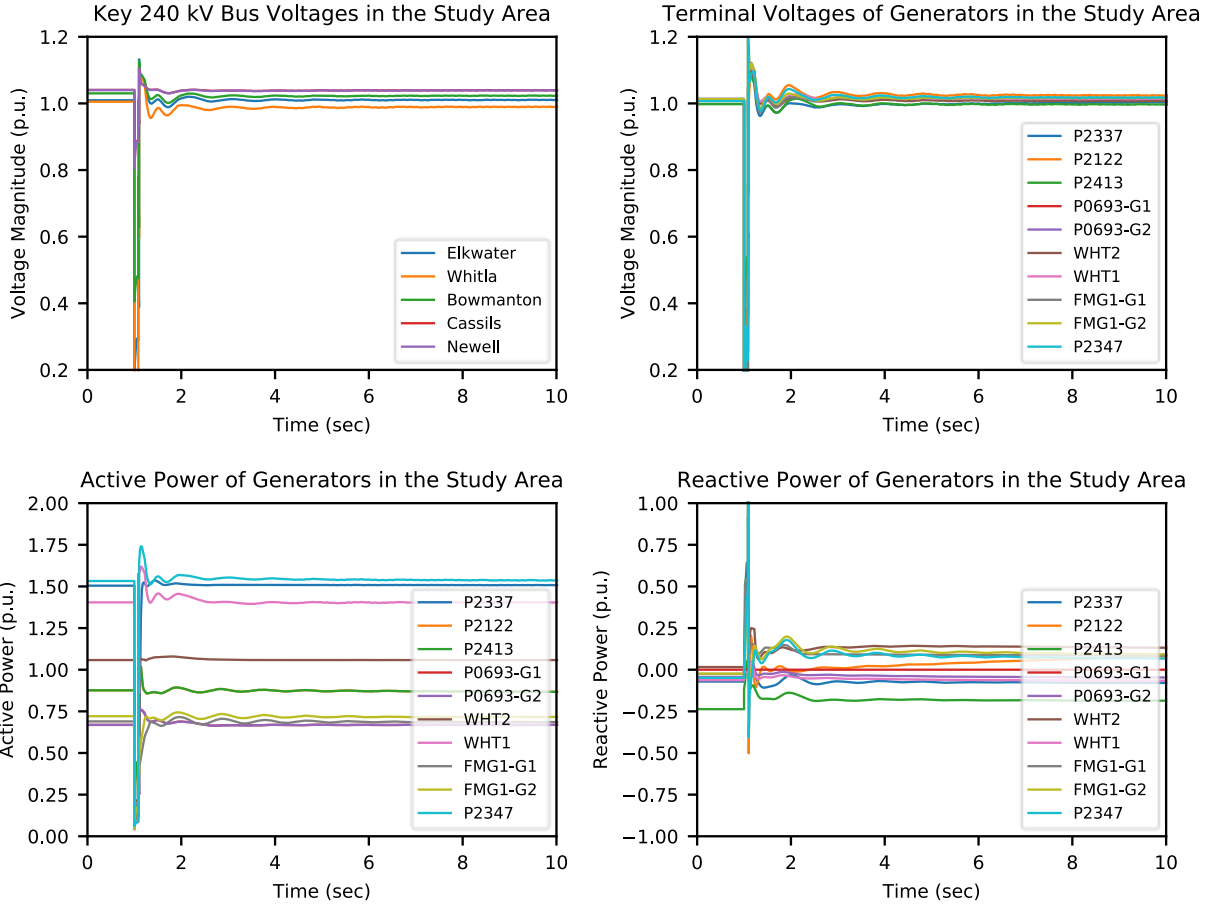 Key 240 kV Bus Voltages in the Study Area
1.2
1.0
0.8
0.6
0.4
0.2
Voltage Magnitude (p.u.)
Elkwater
Whitla
Bowmanton
Cassils
Newell
0 2 4 6 8 10
Time (sec)
Terminal Voltages of Generators in the Study Area
1.2
1.0
0.8
0.6
0.4
0.2
Voltage Magnitude (p.u.)
P2337
P2122
P2413
P0693-G1
P0693-G2
WHT2
WHT1
FMG1-G1
FMG1-G2
P2347
0 2 4 6 8 10
Time (sec)
Active Power of Generators in the Study Area
2.00
1.75
1.50
1.25
1.00
0.75
0.50
0.25
0.00
Active Power (p.u.)
P2337
P2122
P2413
P0693-G1
P0693-G2
WHT2
WHT1
FMG1-G1
FMG1-G2
P2347
0 2 4 6 8 10
Time (sec)
Reactive Power of Generators in the Study Area
1.00
0.75
0.50
0.25
0.00
−0.25
−0.50
−0.75
−1.00
Reactive Power (p.u.)
P2337
P2122
P2413
P0693-G1
P0693-G2
WHT2
WHT1
FMG1-G1
FMG1-G2
P2347
0 2 4 6 8 10
Time (sec)